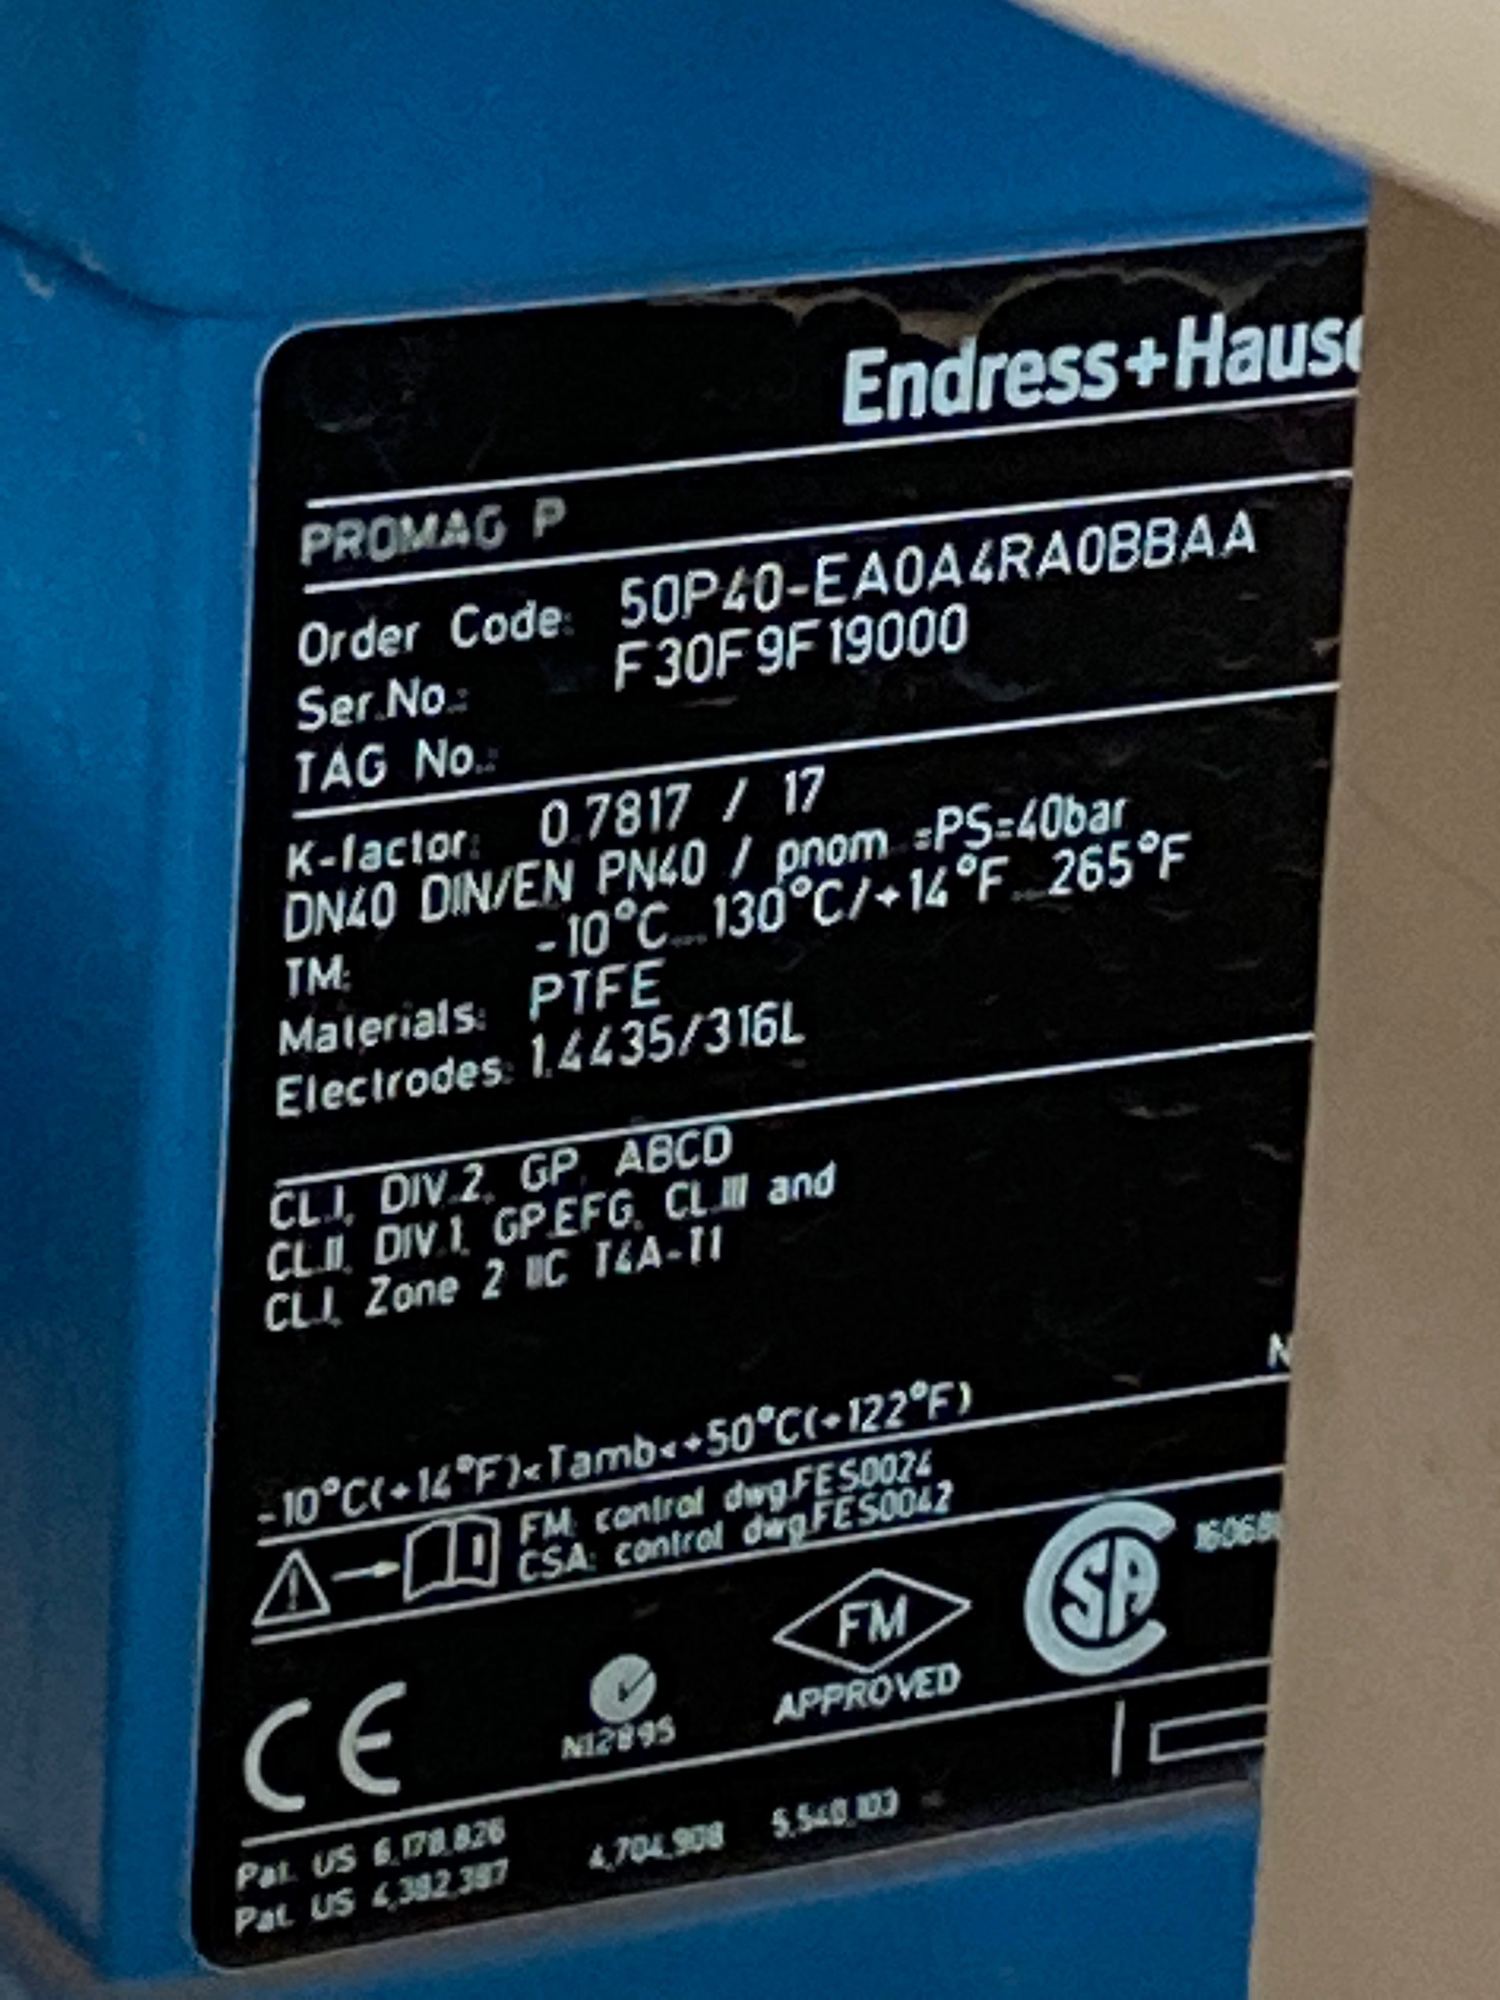 Endress+Hause
PROMAG P
Order Code: 50P40-EA0A4RA0BBAA
Ser.No.: F30F9F19000
TAG No.:
K-factor: 0.7817 / 17
DN40 DIN/EN PN40 / pnom =PS=40bar
TM: -10°C...130°C/+14°F...265°F
Materials: PTFE
Electrodes: 1.4435/316L
CL.I, DIV.2, GP. ABCD
CL.II, DIV.1, GP.EFG, CL.III and
CL.I, Zone 2 IIC T4A-T1
N
-10°C(+14°F)<Tamb<+50°C(+122°F)
FM: control dwg.FES0024
CSA: control dwg.FES0042
CE
N12895
FM
APPROVED
SA
16068
Pat. US 6,178,826
Pat. US 4,382,387 4,704,908 5,540,103